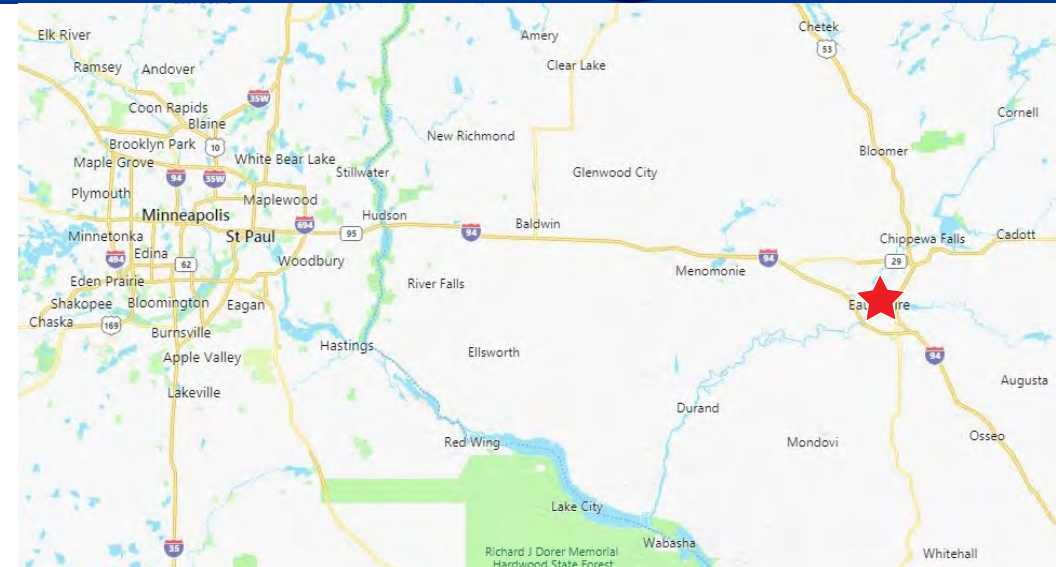 Elk River
Amery
Chetek
53
Ramsey
Andover
Clear Lake
35W
Coon Rapids
Cornell
Blaine
New Richmond
Brooklyn Park
10
Bloomer
Maple Grove
White Bear Lake
94
35W
Stillwater
Glenwood City
Plymouth
Maplewood
Minneapolis
694
Hudson
Baldwin
Minnetonka
St Paul
95
94
Chippewa Falls
Cadott
494
Edina
62
Woodbury
94
29
Menomonie
Eden Prairie
River Falls
Shakopee
Bloomington
Eagan
Chaska
169
Burnsville
Hastings
Ellsworth
94
Apple Valley
Augusta
Lakeville
Durand
Red Wing
Mondovi
Osseo
Lake City
35
Wabasha
Richard J Dorer Memorial
Hardwood State Forest
Whitehall